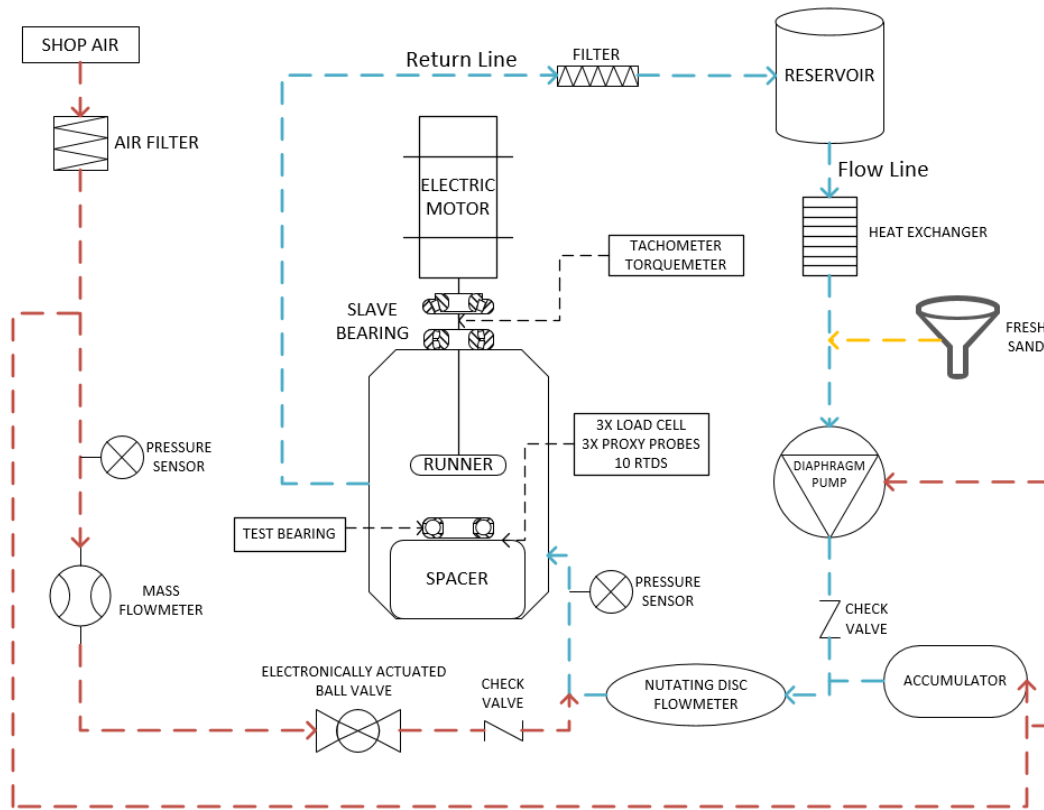 SHOP AIR
AIR FILTER
Return Line
FILTER
RESERVOIR
Flow Line
HEAT EXCHANGER
ELECTRIC
MOTOR
TACHOMETER
TORQUEMETER
SLAVE
BEARING
FRESH
SAND
3X LOAD CELL
3X PROXY PROBES
10 RTDS
PRESSURE
SENSOR
RUNNER
DIAPHRAGM
PUMP
TEST BEARING
SPACER
MASS
FLOWMETER
PRESSURE
SENSOR
CHECK
VALVE
ELECTRONICALLY ACTUATED
BALL VALVE
CHECK
VALVE
NUTATING DISC
FLOWMETER
ACCUMULATOR